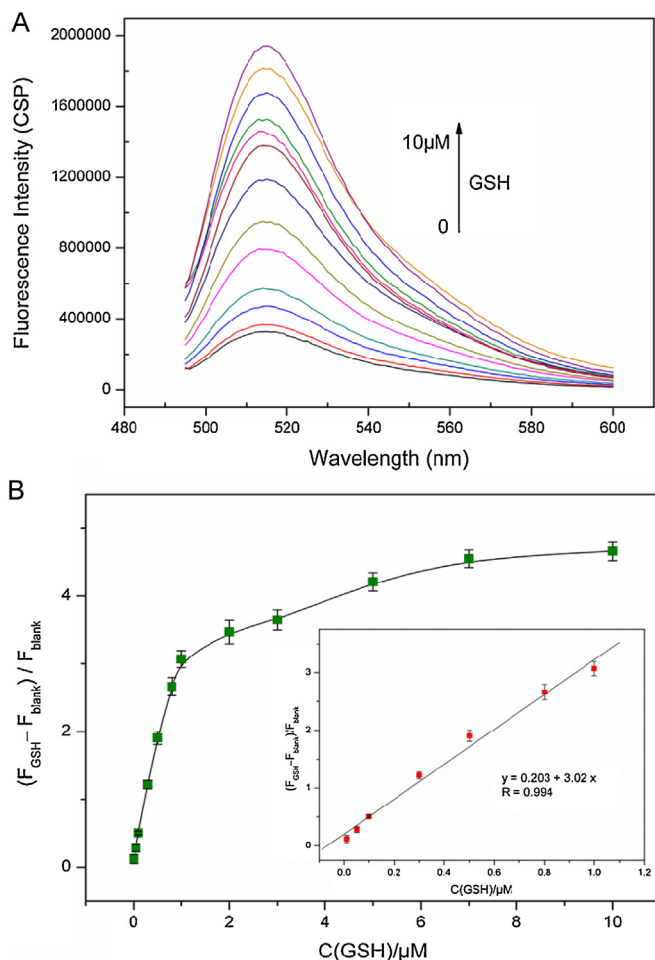 A
2000000
1600000
1200000
800000
400000
0
Fluorescence Intensity (CSP)
10μM
GSH
0
480 500 520 540 560 580 600
Wavelength (nm)
B
4
2
0
(F_GSH − F_blank) / F_blank
3
2
1
0
(F_GSH−F_blank)/F_blank
y = 0.203 + 3.02 x
R = 0.994
0.0 0.2 0.4 0.6 0.8 1.0
C(GSH)/μM
0 2 4 6 8 10
C(GSH)/μM